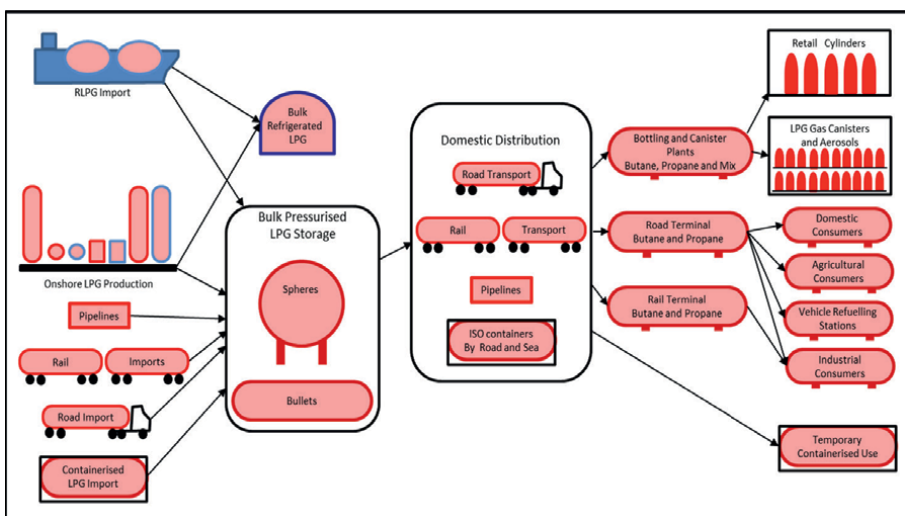 RLPG Import
Bulk
Refrigerated
LPG
Onshore LPG Production
Pipelines
Rail
Imports
Road Import
Containerised
LPG Import
Bulk Pressurised
LPG Storage
Spheres
Bullets
Domestic Distribution
Road Transport
Rail
Transport
Pipelines
ISO containers
By Road and Sea
Bottling and Canister
Plants
Butane, Propane and Mix
Road Terminal
Butane and Propane
Rail Terminal
Butane and Propane
Retail Cylinders
LPG Gas Canisters
and Aerosols
Domestic
Consumers
Agricultural
Consumers
Vehicle Refuelling
Stations
Industrial
Consumers
Temporary
Containerised Use